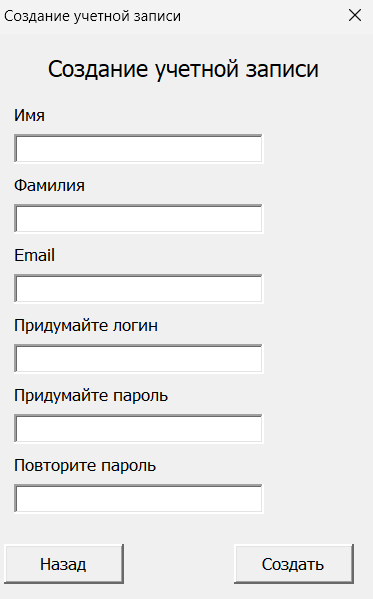 Создание учетной записи
Создание учетной записи
Имя
Фамилия
Email
Придумайте логин
Придумайте пароль
Повторите пароль
Назад
Создать